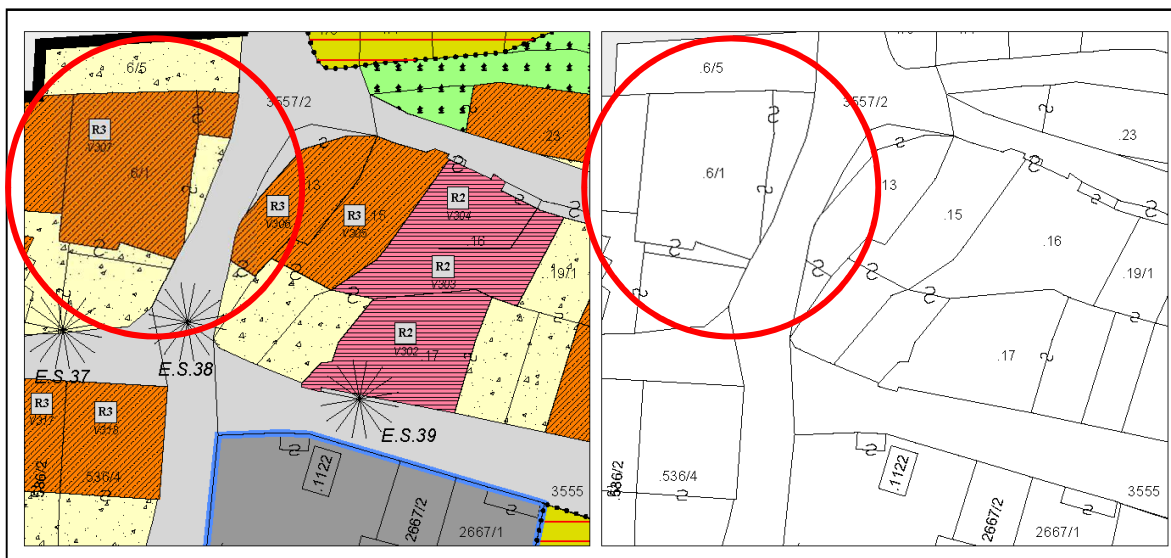 .6/5
3557/2
R3
V307
.23
.6/1
.13
R3
V306
R3
V305
.15
R2
V304
.16
R2
V303
.19/1
R2
V302
.17
E.S.37
E.S.38
E.S.39
R3
R3
V318
.536/4
.1122
3555
2667/2
2667/1
.6/5
3557/2
.23
.6/1
.13
.15
.16
.19/1
.17
.536/4
.1122
3555
2667/2
2667/1